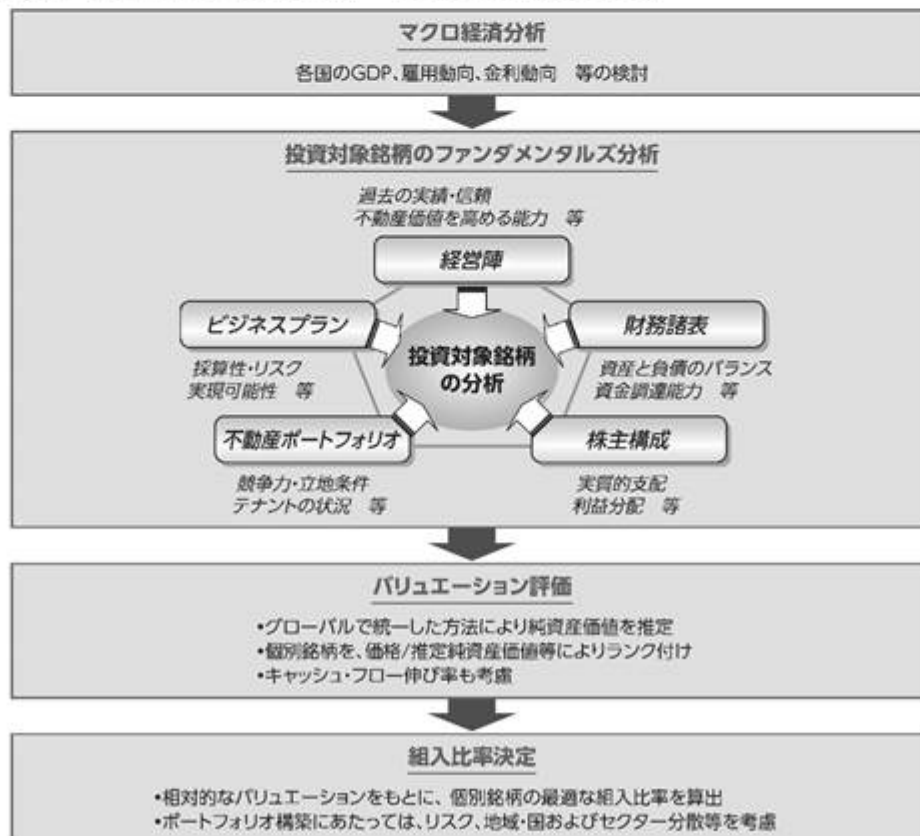 マクロ経済分析
各国のGDP、雇用動向、金利動向　等の検討
投資対象銘柄のファンダメンタルズ分析
過去の実績・信頼
不動産価値を高める能力　等
経営陣
ビジネスプラン
採算性・リスク
実現可能性　等
財務諸表
資産と負債のバランス
資金調達能力　等
投資対象銘柄
の分析
不動産ポートフォリオ
競争力・立地条件
テナントの状況　等
株主構成
実質的支配
利益分配　等
バリュエーション評価
•グローバルで統一した方法により純資産価値を推定
•個別銘柄を、価格/推定純資産価値等によりランク付け
•キャッシュ・フロー伸び率も考慮
組入比率決定
•相対的なバリュエーションをもとに、個別銘柄の最適な組入比率を算出
•ポートフォリオ構築にあたっては、リスク、地域・国およびセクター分散等を考慮